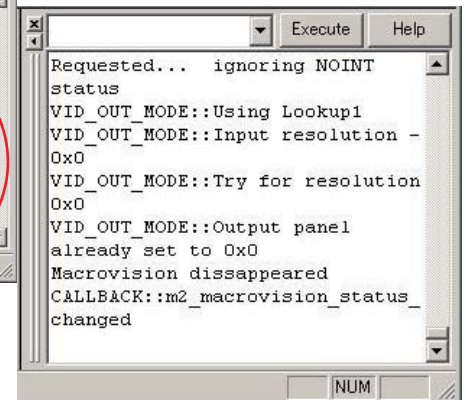 Execute Help
Requested... ignoring NOINT
status
VID_OUT_MODE::Using Lookup1
VID_OUT_MODE::Input resolution -
0x0
VID_OUT_MODE::Try for resolution
0x0
VID_OUT_MODE::Output panel
already set to 0x0
Macrovision dissappeared
CALLBACK::m2_macrovision_status_
changed
NUM